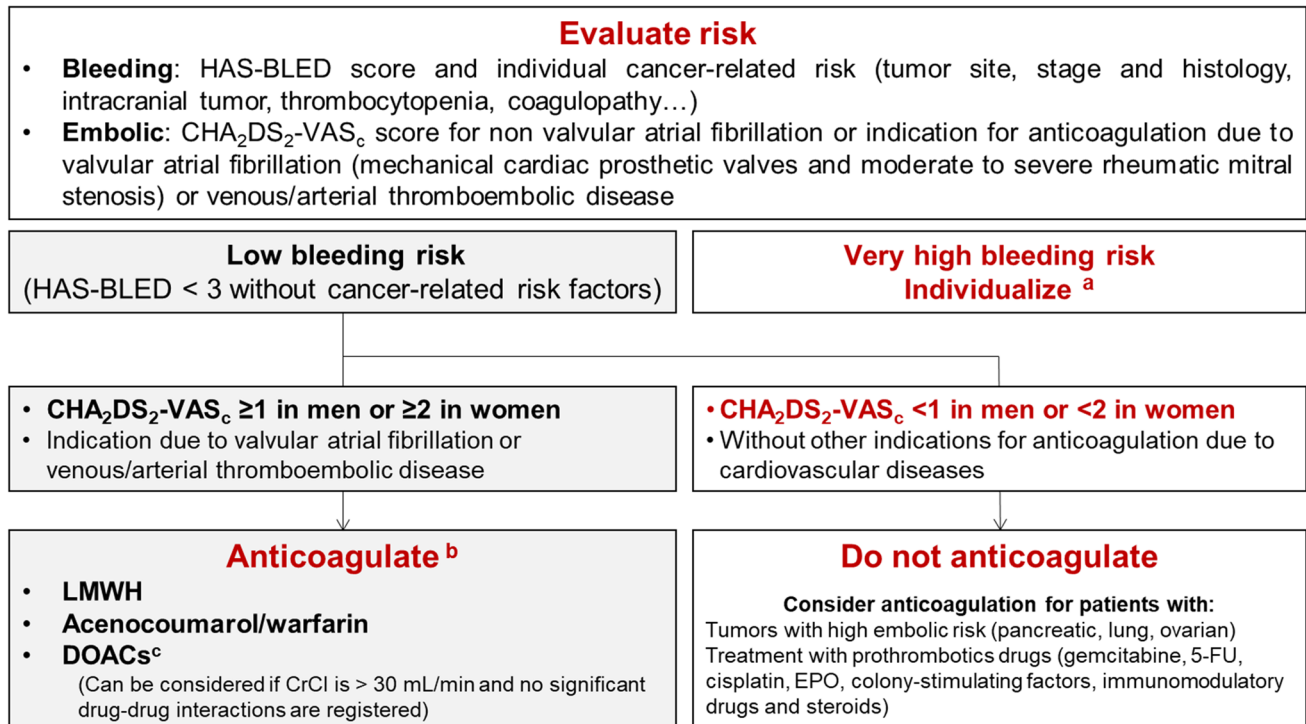 Evaluate risk
• Bleeding: HAS-BLED score and individual cancer-related risk (tumor site, stage and histology,
intracranial tumor, thrombocytopenia, coagulopathy…)
• Embolic: CHA₂DS₂-VASc score for non valvular atrial fibrillation or indication for anticoagulation due to
valvular atrial fibrillation (mechanical cardiac prosthetic valves and moderate to severe rheumatic mitral
stenosis) or venous/arterial thromboembolic disease
Low bleeding risk
(HAS-BLED < 3 without cancer-related risk factors)
Very high bleeding risk
Individualize ᵃ
• CHA₂DS₂-VASc ≥1 in men or ≥2 in women
• Indication due to valvular atrial fibrillation or
venous/arterial thromboembolic disease
• CHA₂DS₂-VASc <1 in men or <2 in women
• Without other indications for anticoagulation due to
cardiovascular diseases
Anticoagulate ᵇ
• LMWH
• Acenocoumarol/warfarin
• DOACsᶜ
(Can be considered if CrCl is > 30 mL/min and no significant
drug-drug interactions are registered)
Do not anticoagulate
Consider anticoagulation for patients with:
Tumors with high embolic risk (pancreatic, lung, ovarian)
Treatment with prothrombotics drugs (gemcitabine, 5-FU,
cisplatin, EPO, colony-stimulating factors, immunomodulatory
drugs and steroids)